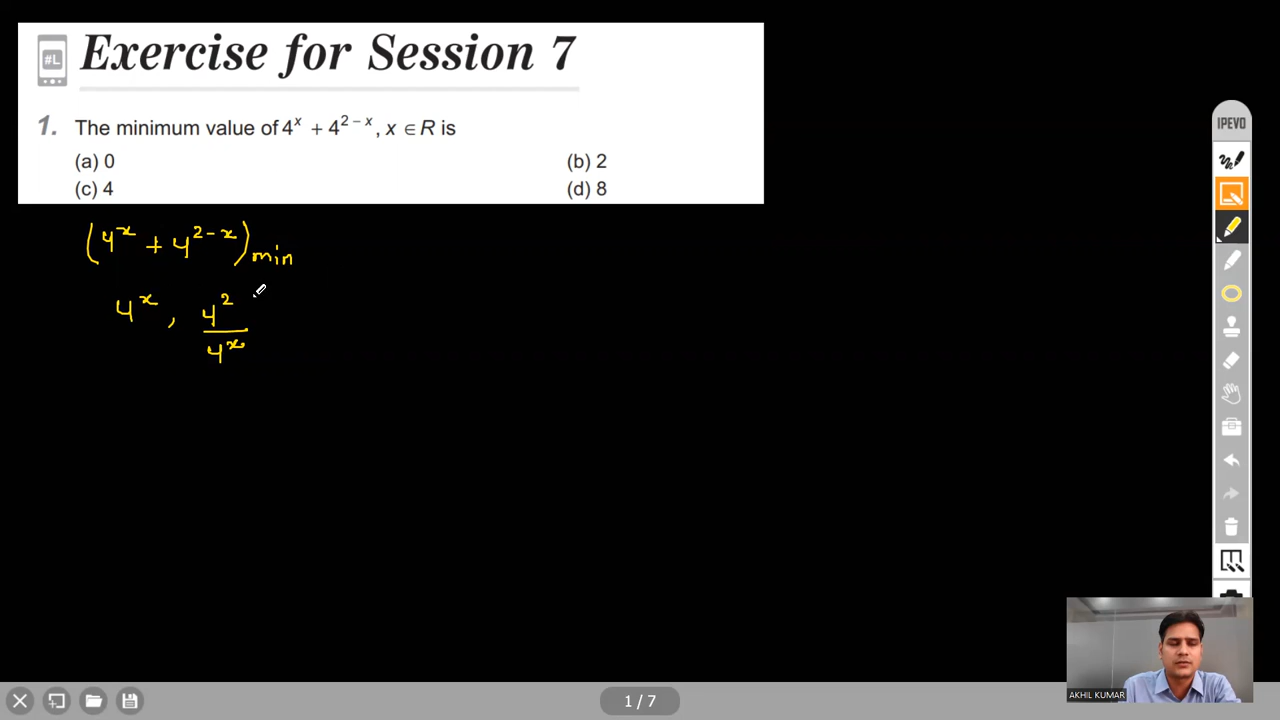 #L
Exercise for Session 7
1. The minimum value of 4^x + 4^{2 − x}, x ∈ R is
(a) 0 (b) 2
(c) 4 (d) 8
(4^x + 4^{2-x})_{min}
4^x , 4^2/4^x
IPEVO
AKHIL KUMAR
1 / 7